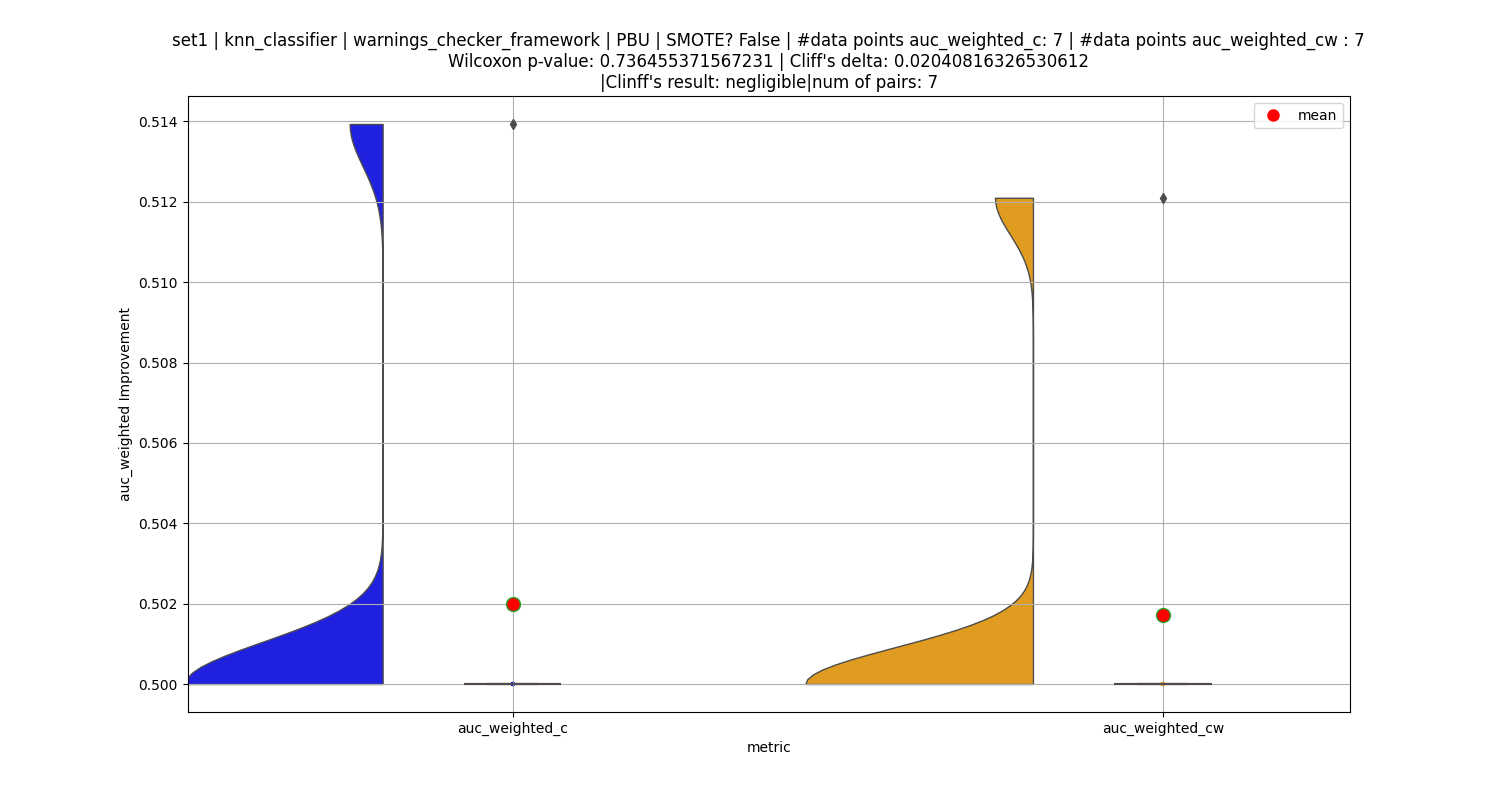 set1 | knn_classifier | warnings_checker_framework | PBU | SMOTE? False | #data points auc_weighted_c: 7 | #data points auc_weighted_cw : 7
Wilcoxon p-value: 0.736455371567231 | Cliff's delta: 0.02040816326530612
|Clinff's result: negligible|num of pairs: 7
mean
0.514
0.512
0.510
0.508
0.506
0.504
0.502
0.500
auc_weighted Improvement
auc_weighted_c
auc_weighted_cw
metric